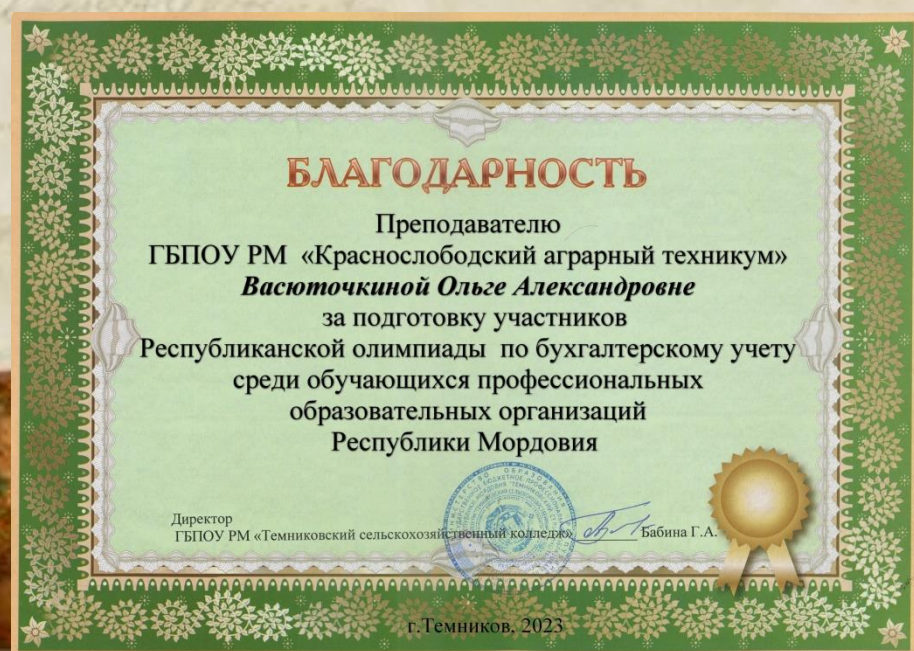 БЛАГОДАРНОСТЬ
Преподавателю
ГБПОУ РМ «Краснослободский аграрный техникум»
Васюточкиной Ольге Александровне
за подготовку участников
Республиканской олимпиады по бухгалтерскому учету
среди обучающихся профессиональных
образовательных организаций
Республики Мордовия
Директор
ГБПОУ РМ «Темниковский сельскохозяйственный колледж» Бабина Г.А.
г.Темников, 2023